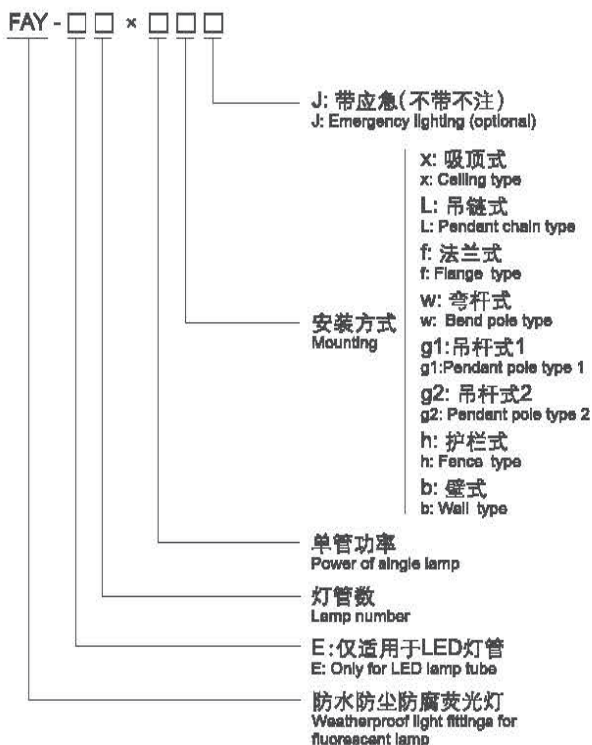 FAY-□□×□□□
J: 带应急(不带不注)
J: Emergency lighting (optional)
x: 吸顶式
x: Ceiling type
L: 吊链式
L: Pendant chain type
f: 法兰式
f: Flange type
w: 弯杆式
w: Bend pole type
安装方式
Mounting
g1:吊杆式1
g1:Pendant pole type 1
g2: 吊杆式2
g2: Pendant pole type 2
h: 护栏式
h: Fence type
b: 壁式
b: Wall type
单管功率
Power of single lamp
灯管数
Lamp number
E:仅适用于LED灯管
E: Only for LED lamp tube
防水防尘防腐荧光灯
Weatherproof light fittings for
fluorescent lamp